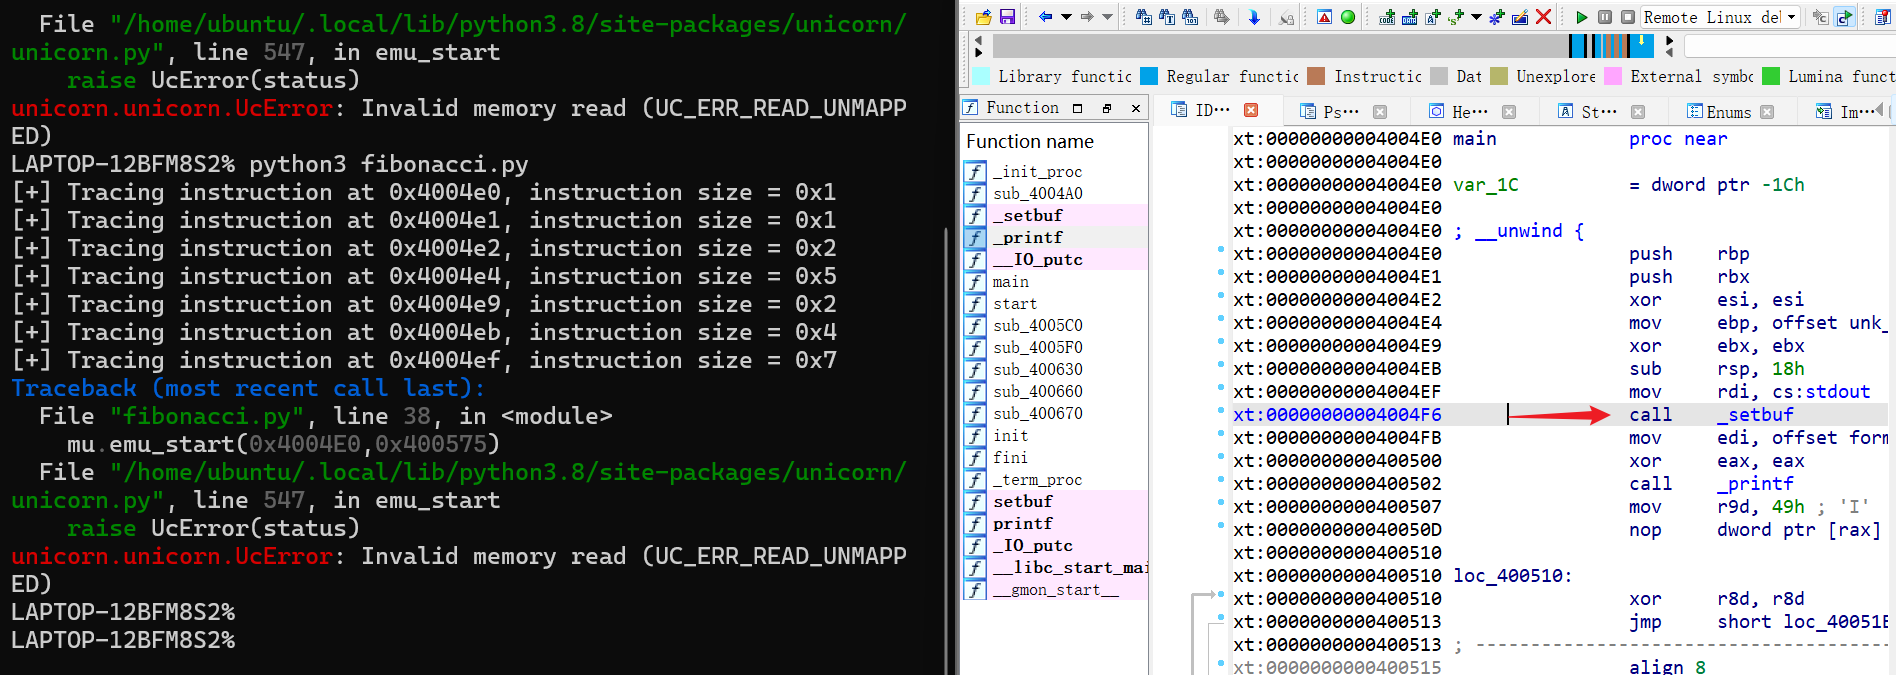 File "/home/ubuntu/.local/lib/python3.8/site-packages/unicorn/
unicorn.py", line 547, in emu_start
raise UcError(status)
unicorn.unicorn.UcError: Invalid memory read (UC_ERR_READ_UNMAPP
ED)
LAPTOP-12BFM8S2% python3 fibonacci.py
[+] Tracing instruction at 0x4004e0, instruction size = 0x1
[+] Tracing instruction at 0x4004e1, instruction size = 0x1
[+] Tracing instruction at 0x4004e2, instruction size = 0x2
[+] Tracing instruction at 0x4004e4, instruction size = 0x5
[+] Tracing instruction at 0x4004e9, instruction size = 0x2
[+] Tracing instruction at 0x4004eb, instruction size = 0x4
[+] Tracing instruction at 0x4004ef, instruction size = 0x7
Traceback (most recent call last):
File "fibonacci.py", line 38, in <module>
mu.emu_start(0x4004E0,0x400575)
File "/home/ubuntu/.local/lib/python3.8/site-packages/unicorn/
unicorn.py", line 547, in emu_start
raise UcError(status)
unicorn.unicorn.UcError: Invalid memory read (UC_ERR_READ_UNMAPP
ED)
LAPTOP-12BFM8S2%
LAPTOP-12BFM8S2%
Remote Linux de
Library functic Regular functic Instructic Dat Unexplore External symbc Lumina funct
Function
ID··· Ps··· He··· St··· Enums Im···
Function name
_init_proc
sub_4004A0
_setbuf
_printf
__IO_putc
main
start
sub_4005C0
sub_4005F0
sub_400630
sub_400660
sub_400670
init
fini
_term_proc
setbuf
printf
_IO_putc
__libc_start_mai
__gmon_start__
xt:00000000004004E0 main proc near
xt:00000000004004E0
xt:00000000004004E0 var_1C = dword ptr -1Ch
xt:00000000004004E0
xt:00000000004004E0 ; __unwind {
xt:00000000004004E0 push rbp
xt:00000000004004E1 push rbx
xt:00000000004004E2 xor esi, esi
xt:00000000004004E4 mov ebp, offset unk_
xt:00000000004004E9 xor ebx, ebx
xt:00000000004004EB sub rsp, 18h
xt:00000000004004EF mov rdi, cs:stdout
xt:00000000004004F6 call _setbuf
xt:00000000004004FB mov edi, offset form
xt:0000000000400500 xor eax, eax
xt:0000000000400502 call _printf
xt:0000000000400507 mov r9d, 49h ; 'I'
xt:000000000040050D nop dword ptr [rax]
xt:0000000000400510
xt:0000000000400510 loc_400510:
xt:0000000000400510 xor r8d, r8d
xt:0000000000400513 jmp short loc_40051E
xt:0000000000400513 ; ---------------------------------------
xt:0000000000400515 align 8